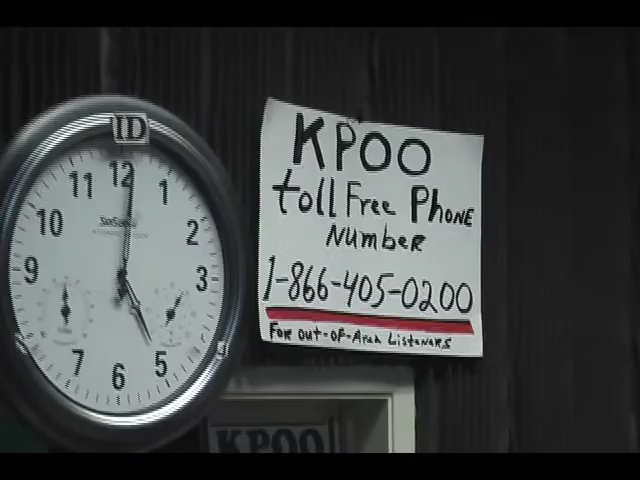 ID
12
1
2
3
5
6
7
9
10
11
KPOO
toll Free Phone
Number
1-866-405-0200
For out-of-Area Listeners
KPOO